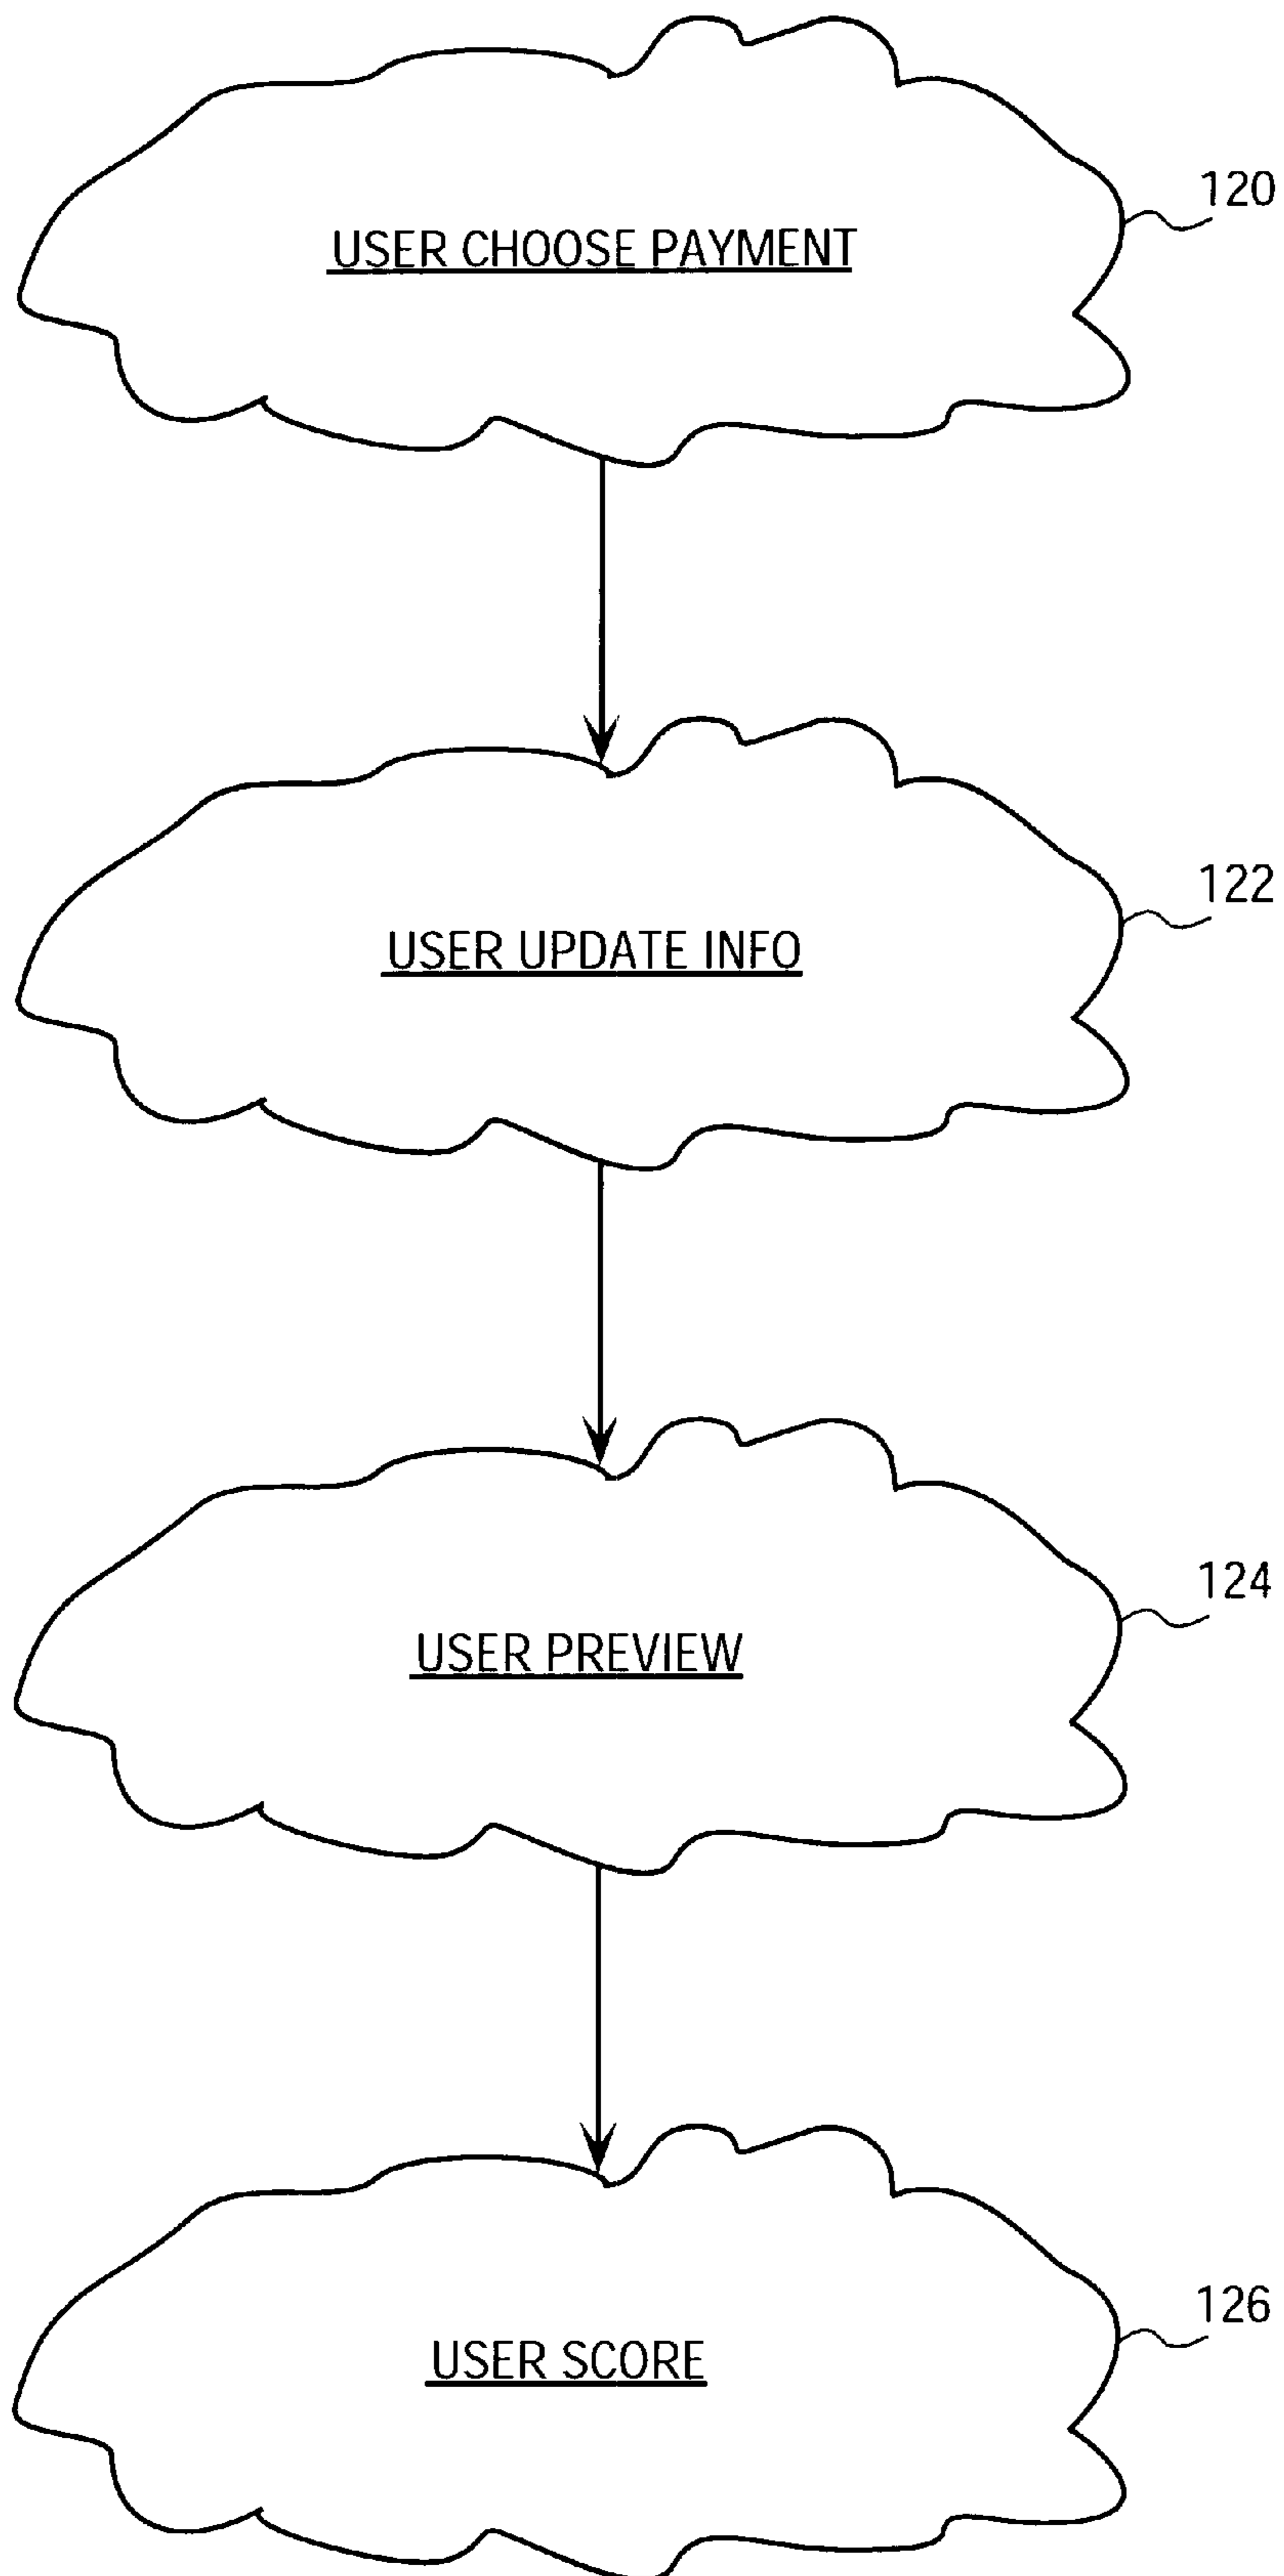 120
USER CHOOSE PAYMENT
122
USER UPDATE INFO
124
USER PREVIEW
126
USER SCORE